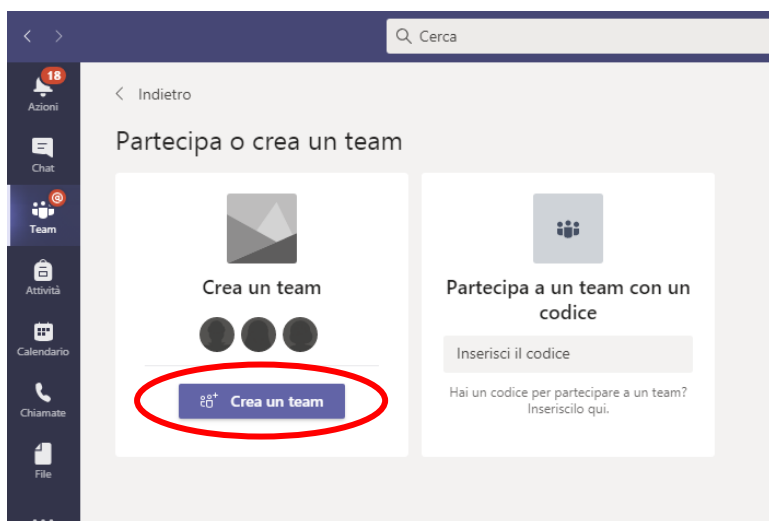 Cerca
18
Azioni
Chat
@
Team
Attività
Calendario
Chiamate
File
Indietro
Partecipa o crea un team
Crea un team
Crea un team
Partecipa a un team con un
codice
Inserisci il codice
Hai un codice per partecipare a un team?
Inseriscilo qui.